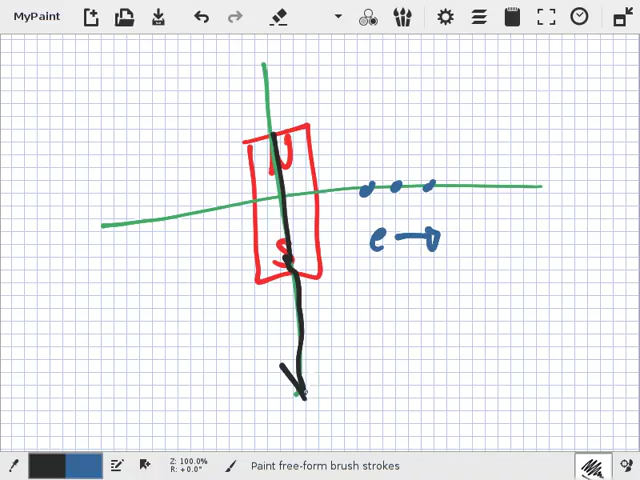 MyPaint
N
S
e
Z: 100.0%
R: +0.0°
Paint free-form brush strokes